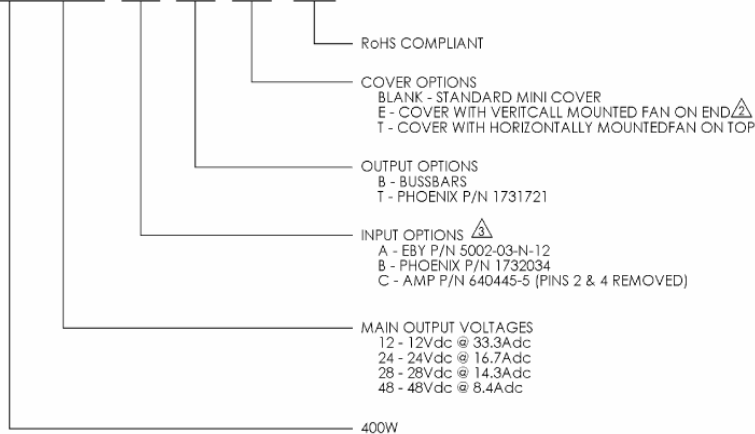 RoHS COMPLIANT
COVER OPTIONS
BLANK - STANDARD MINI COVER
E - COVER WITH VERITCALL MOUNTED FAN ON END 2
T - COVER WITH HORIZONTALLY MOUNTEDFAN ON TOP
OUTPUT OPTIONS
B - BUSSBARS
T - PHOENIX P/N 1731721
INPUT OPTIONS 3
A - EBY P/N 5002-03-N-12
B - PHOENIX P/N 1732034
C - AMP P/N 640445-5 (PINS 2 & 4 REMOVED)
MAIN OUTPUT VOLTAGES
12 - 12Vdc @ 33.3Adc
24 - 24Vdc @ 16.7Adc
28 - 28Vdc @ 14.3Adc
48 - 48Vdc @ 8.4Adc
400W